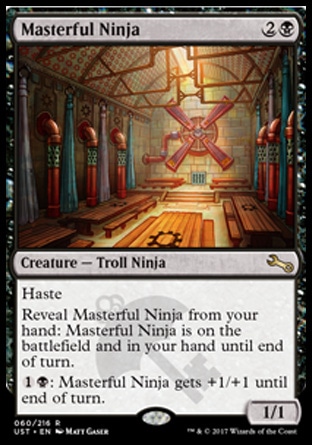 Masterful Ninja 2
Creature — Troll Ninja
Haste
Reveal Masterful Ninja from your
hand: Masterful Ninja is on the
battlefield and in your hand until end
of turn.
1 : Masterful Ninja gets +1/+1 until
end of turn.
1/1
060/216 R
UST • EN Matt Gaser
™ & © 2017 Wizards of the Coast